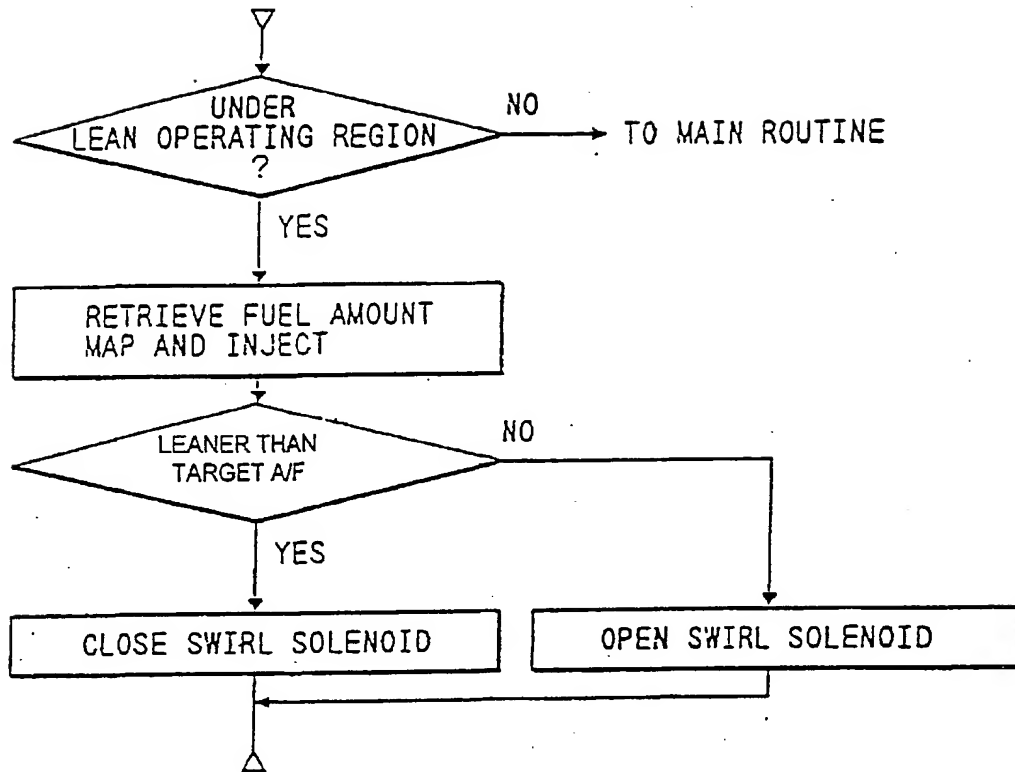 UNDER
LEAN OPERATING REGION
?
NO
TO MAIN ROUTINE
YES
RETRIEVE FUEL AMOUNT
MAP AND INJECT
LEANER THAN
TARGET A/F
NO
YES
CLOSE SWIRL SOLENOID
OPEN SWIRL SOLENOID